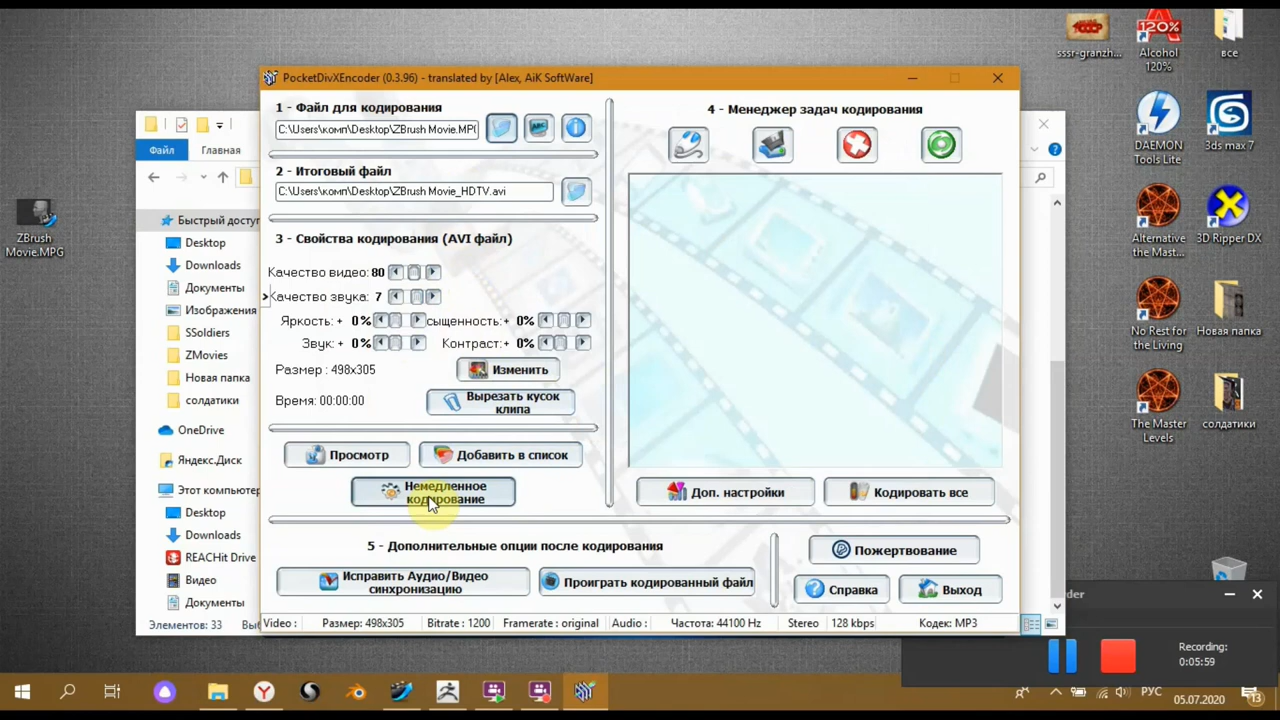 sssr-granzh...
Alcohol
120%
все
PocketDivXEncoder (0.3.96) - translated by [Alex, AiK SoftWare]
1 - Файл для кодирования
C:\Users\комп\Desktop\ZBrush Movie.MPG
2 - Итоговый файл
C:\Users\комп\Desktop\ZBrush Movie_HDTV.avi
3 - Свойства кодирования (AVI файл)
Качество видео: 80
Качество звука: 7
Яркость: + 0%
сыщенность: + 0%
Звук: + 0%
Контраст: + 0%
Размер : 498x305
Изменить
Время: 00:00:00
Вырезать кусок
клипа
Просмотр
Добавить в список
Немедленное
кодирование
4 - Менеджер задач кодирования
Доп. настройки
Кодировать все
5 - Дополнительные опции после кодирования
Исправить Аудио/Видео
синхронизацию
Проиграть кодированный файл
Пожертвование
Справка
Выход
Video :
Размер: 498x305
Bitrate : 1200
Framerate : original
Audio :
Частота: 44100 Hz
Stereo
128 kbps
Кодек: MP3
Файл
Главная
Быстрый доступ
Desktop
Downloads
Документы
Изображения
SSoldiers
ZMovies
Новая папка
солдатики
OneDrive
Яндекс.Диск
Этот компьютер
Desktop
Downloads
REACHit Drive
Видео
Документы
Элементов: 33
Выб
ZBrush
Movie.MPG
DAEMON
Tools Lite
3ds max 7
Alternative
the Mast...
3D Ripper DX
No Rest for
the Living
Новая папка
The Master
Levels
солдатики
rder
Recording:
0:05:59
РУС
05.07.2020
13